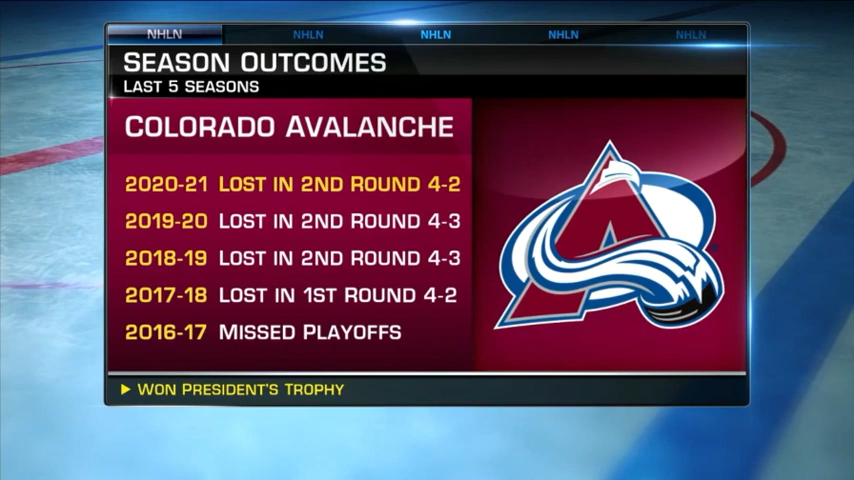 NHLN NHLN NHLN NHLN NHLN
SEASON OUTCOMES
LAST 5 SEASONS
COLORADO AVALANCHE
2020-21 LOST IN 2ND ROUND 4-2
2019-20 LOST IN 2ND ROUND 4-3
2018-19 LOST IN 2ND ROUND 4-3
2017-18 LOST IN 1ST ROUND 4-2
2016-17 MISSED PLAYOFFS
WON PRESIDENT'S TROPHY